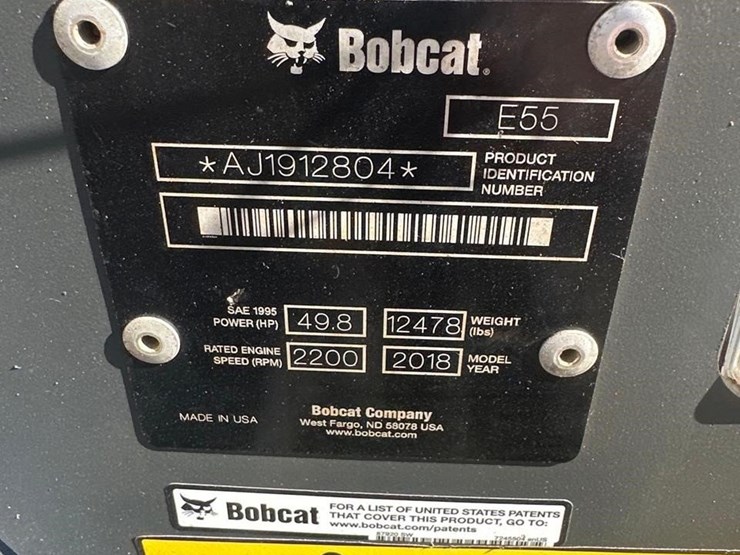 Bobcat®
E55
*AJ1912804*
PRODUCT
IDENTIFICATION
NUMBER
SAE 1995
POWER (HP)
49.8
12478
WEIGHT
(lbs)
RATED ENGINE
SPEED (RPM)
2200
2018
MODEL
YEAR
MADE IN USA
Bobcat Company
West Fargo, ND 58078 USA
www.bobcat.com
Bobcat
FOR A LIST OF UNITED STATES PATENTS
THAT COVER THIS PRODUCT, GO TO:
www.bobcat.com/patents